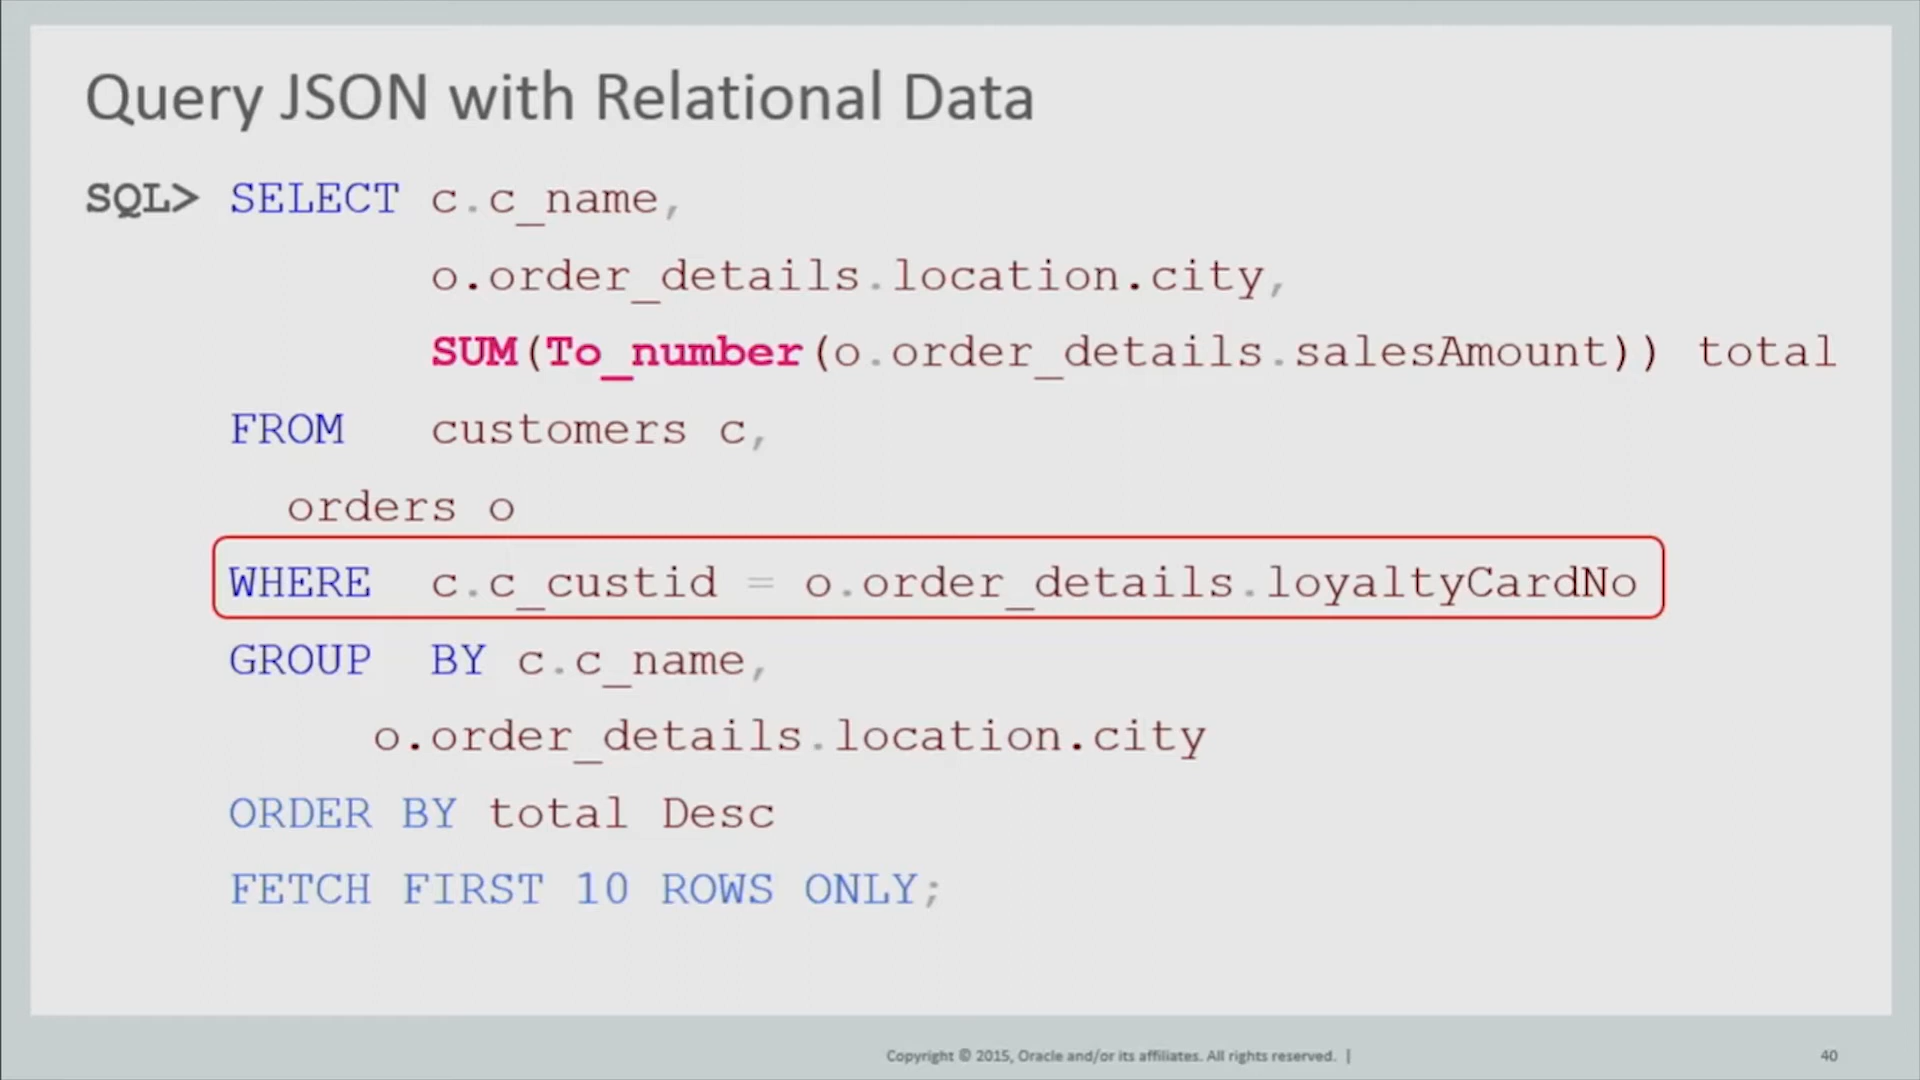 Query JSON with Relational Data
SQL> SELECT c.c_name,
o.order_details.location.city,
SUM(To_number(o.order_details.salesAmount)) total
FROM customers c,
orders o
WHERE c.c_custid = o.order_details.loyaltyCardNo
GROUP BY c.c_name,
o.order_details.location.city
ORDER BY total Desc
FETCH FIRST 10 ROWS ONLY;
Copyright © 2015, Oracle and/or its affiliates. All rights reserved. |
40